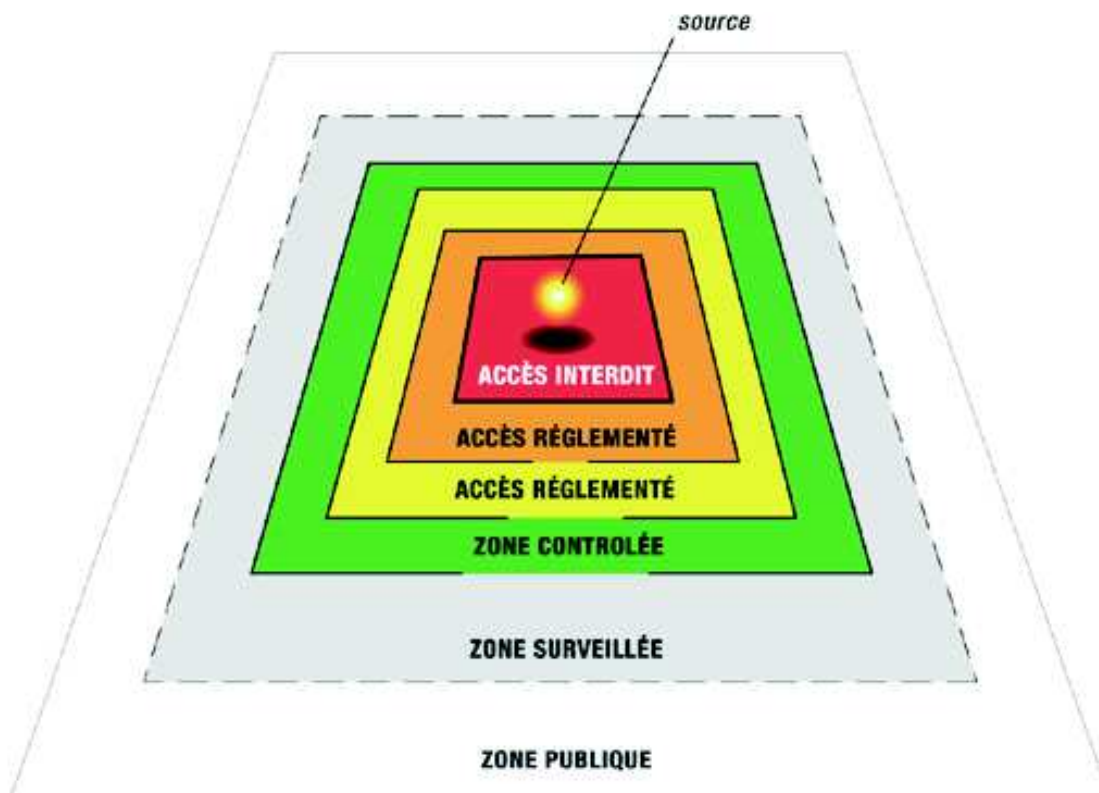 source
ACCÈS INTERDIT
ACCÈS RÉGLEMENTÉ
ACCÈS RÉGLEMENTÉ
ZONE CONTROLÉE
ZONE SURVEILLÉE
ZONE PUBLIQUE